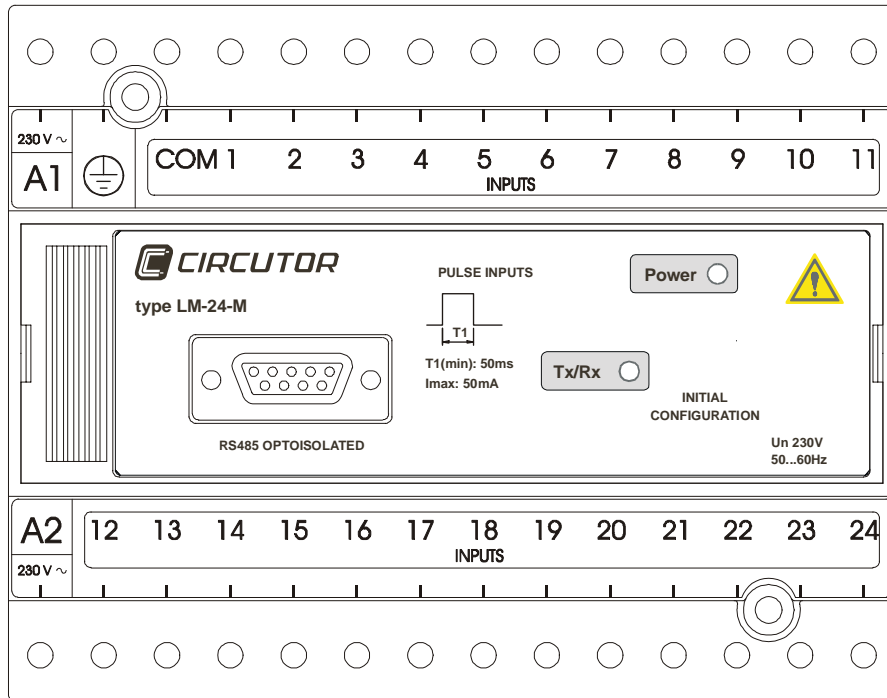 230 V ~
A1
COM 1 2 3 4 5 6 7 8 9 10 11
INPUTS
CIRCUTOR
type LM-24-M
PULSE INPUTS
T1
T1(min): 50ms
Imax: 50mA
Power
Tx/Rx
INITIAL
CONFIGURATION
RS485 OPTOISOLATED
Un 230V
50...60Hz
A2
12 13 14 15 16 17 18 19 20 21 22 23 24
INPUTS
230 V ~